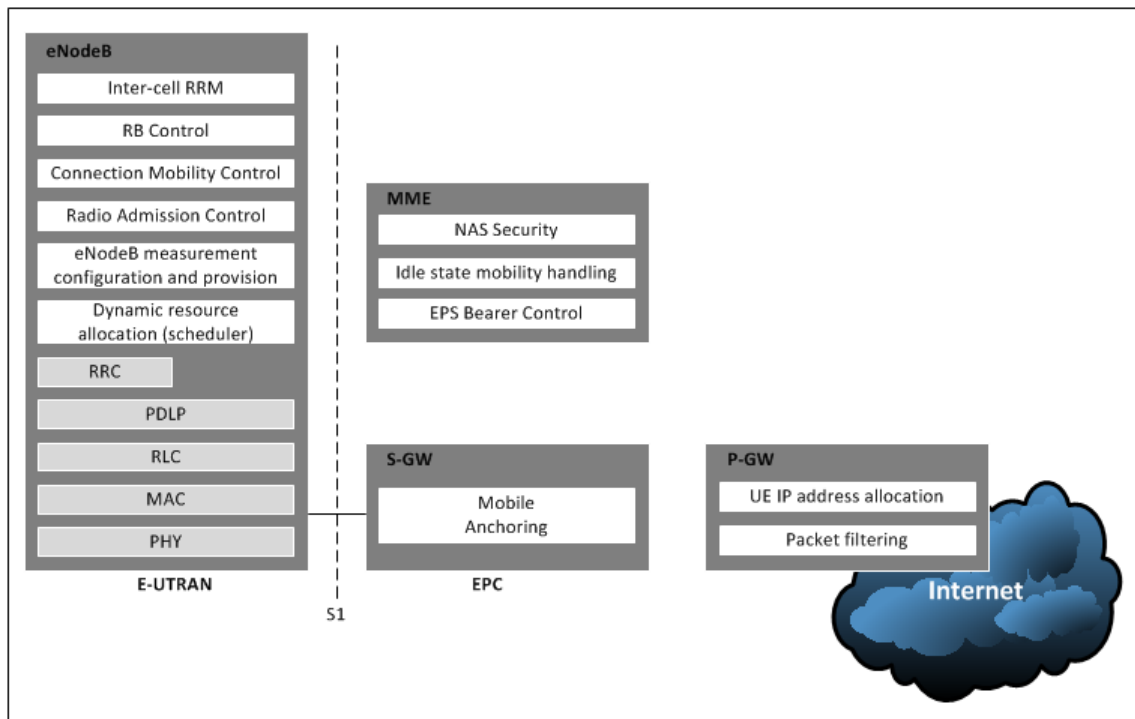 eNodeB
Inter-cell RRM
RB Control
Connection Mobility Control
Radio Admission Control
eNodeB measurement
configuration and provision
Dynamic resource
allocation (scheduler)
RRC
PDLP
RLC
MAC
PHY
E-UTRAN
S1
MME
NAS Security
Idle state mobility handling
EPS Bearer Control
S-GW
Mobile
Anchoring
EPC
P-GW
UE IP address allocation
Packet filtering
Internet